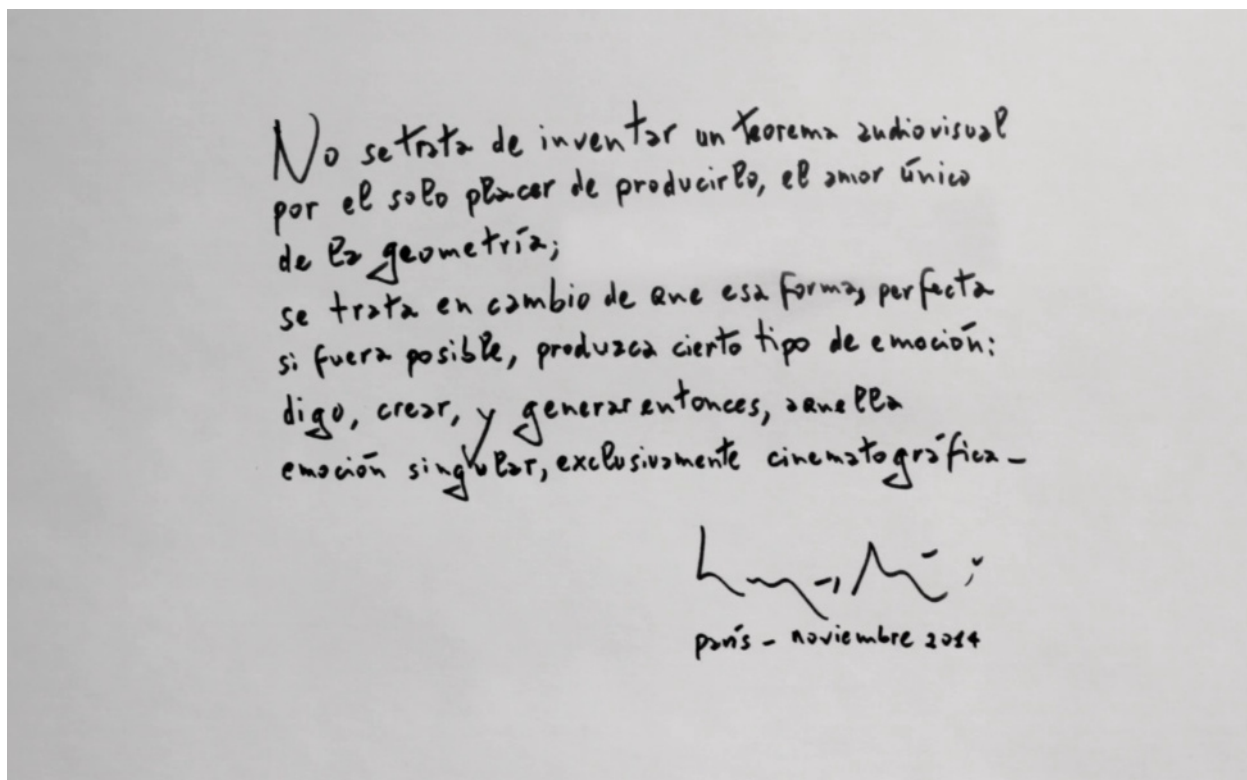 No se trata de inventar un teorema audiovisual
por el solo placer de producirlo, el amor único
de la geometría;
se trata en cambio de que esa forma, perfecta
si fuera posible, produzca cierto tipo de emoción:
digo, crear, y generar entonces, aquella
emoción singular, exclusivamente cinematográfica_
parís - noviembre 2014